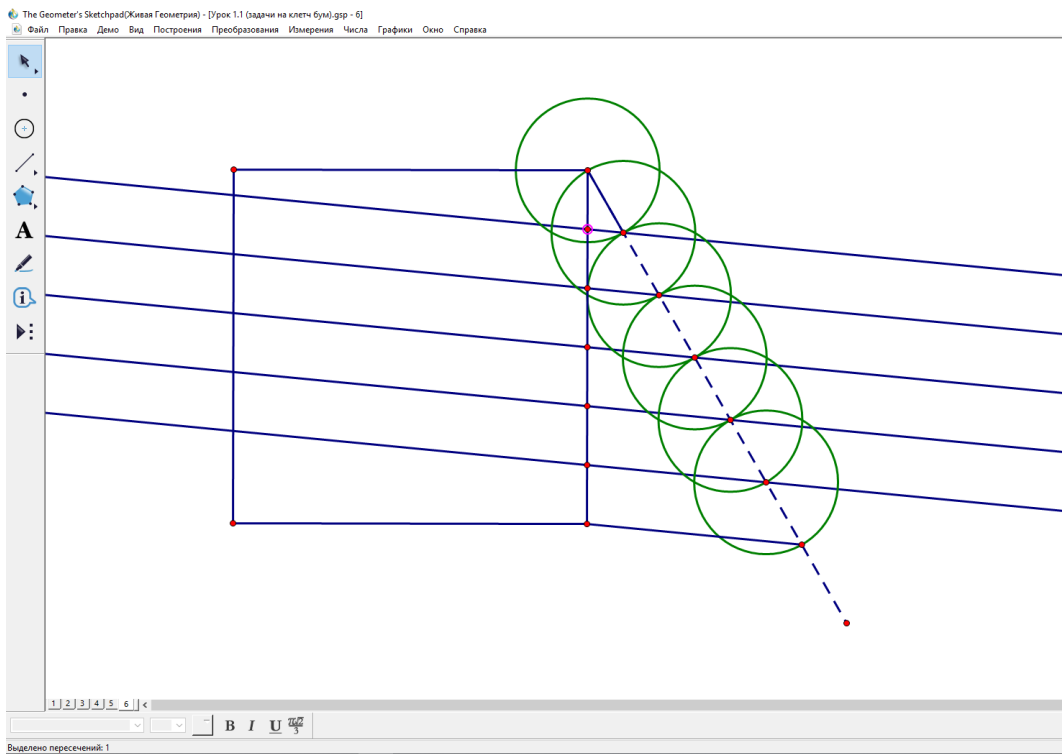 The Geometer's Sketchpad(Живая Геометрия) - [Урок 1.1 (задачи на клетч бум).gsp - 6]
Файл Правка Демо Вид Построения Преобразования Измерения Числа Графики Окно Справка
A
i
1 2 3 4 5 6
B I U
Выделено пересечений: 1